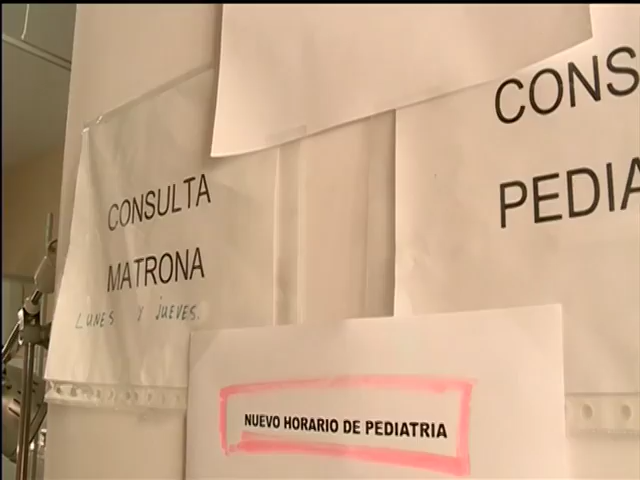 CONSULTA
MATRONA
LUNES Y JUEVES.
CONS
PEDIA
NUEVO HORARIO DE PEDIATRIA